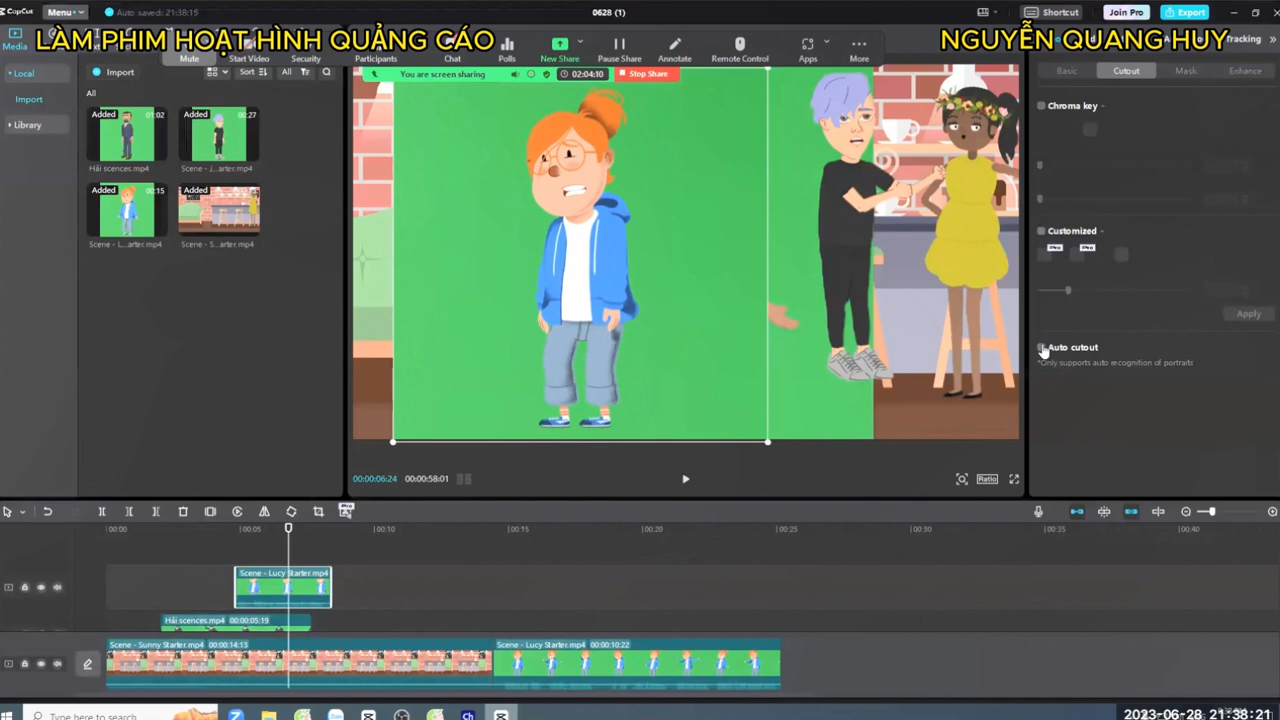 CapCut
Menu
Auto saved: 21:38:15
0628 (1)
Shortcut
Join Pro
Export
LÀM PHIM HOẠT HÌNH QUẢNG CÁO
NGUYỄN QUANG HUY
Media
Tracking
Mute
Start Video
Security
Participants
Chat
Polls
New Share
Pause Share
Annotate
Remote Control
Apps
More
You are screen sharing
02:04:10
Stop Share
Local
Import
Library
Import
Sort
All
All
Added
01:02
Hải scences.mp4
Added
00:27
Scene - J...arter.mp4
Added
00:15
Scene - L...arter.mp4
Added
Scene - S...arter.mp4
Basic
Cutout
Mask
Enhance
Chroma key
Customized
Pro
Pro
Apply
Auto cutout
*Only supports auto recognition of portraits
00:00:06:24
00:00:58:01
Ratio
00:00
00:05
00:10
00:15
00:20
00:25
00:30
00:35
00:40
Scene - Lucy Starter.mp4
Hải scences.mp4 00:00:05:19
Scene - Sunny Starter.mp4 00:00:14:13
Scene - Lucy Starter.mp4 00:00:10:22
Type here to search
2023-06-28 21:38:21